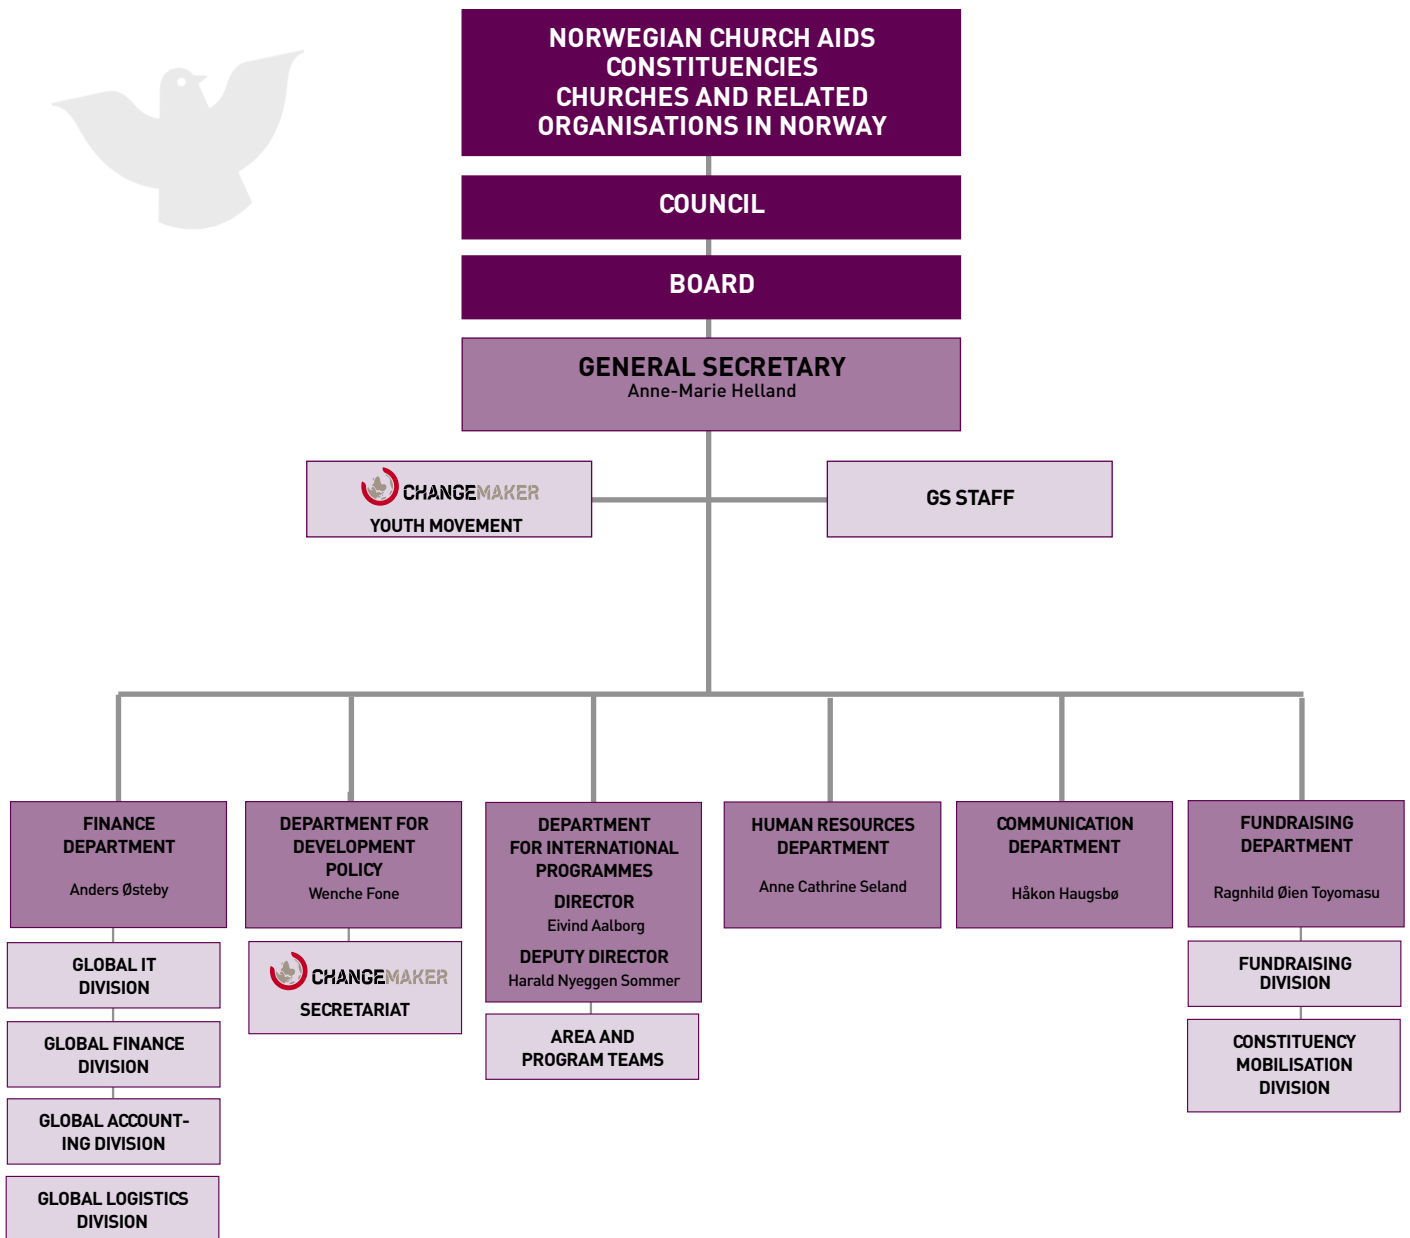 NORWEGIAN CHURCH AIDS
CONSTITUENCIES
CHURCHES AND RELATED
ORGANISATIONS IN NORWAY
COUNCIL
BOARD
GENERAL SECRETARY
Anne-Marie Helland
CHANGEMAKER
YOUTH MOVEMENT
GS STAFF
FINANCE
DEPARTMENT
Anders Østeby
GLOBAL IT
DIVISION
GLOBAL FINANCE
DIVISION
GLOBAL ACCOUNT-
ING DIVISION
GLOBAL LOGISTICS
DIVISION
DEPARTMENT FOR
DEVELOPMENT
POLICY
Wenche Fone
CHANGEMAKER
SECRETARIAT
DEPARTMENT
FOR INTERNATIONAL
PROGRAMMES
DIRECTOR
Eivind Aalborg
DEPUTY DIRECTOR
Harald Nyeggen Sommer
AREA AND
PROGRAM TEAMS
HUMAN RESOURCES
DEPARTMENT
Anne Cathrine Seland
COMMUNICATION
DEPARTMENT
Håkon Haugsbø
FUNDRAISING
DEPARTMENT
Ragnhild Øien Toyomasu
FUNDRAISING
DIVISION
CONSTITUENCY
MOBILISATION
DIVISION